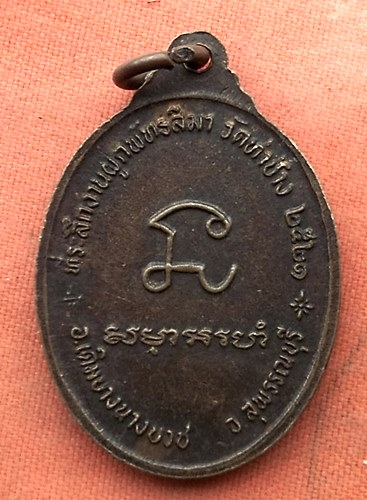 ที่ระลึกงานผูกพัทธสีมา วัดท่าช้าง ๒๕๒๑
อ.เดิมบางนางบวช จ.สุพรรณบุรี